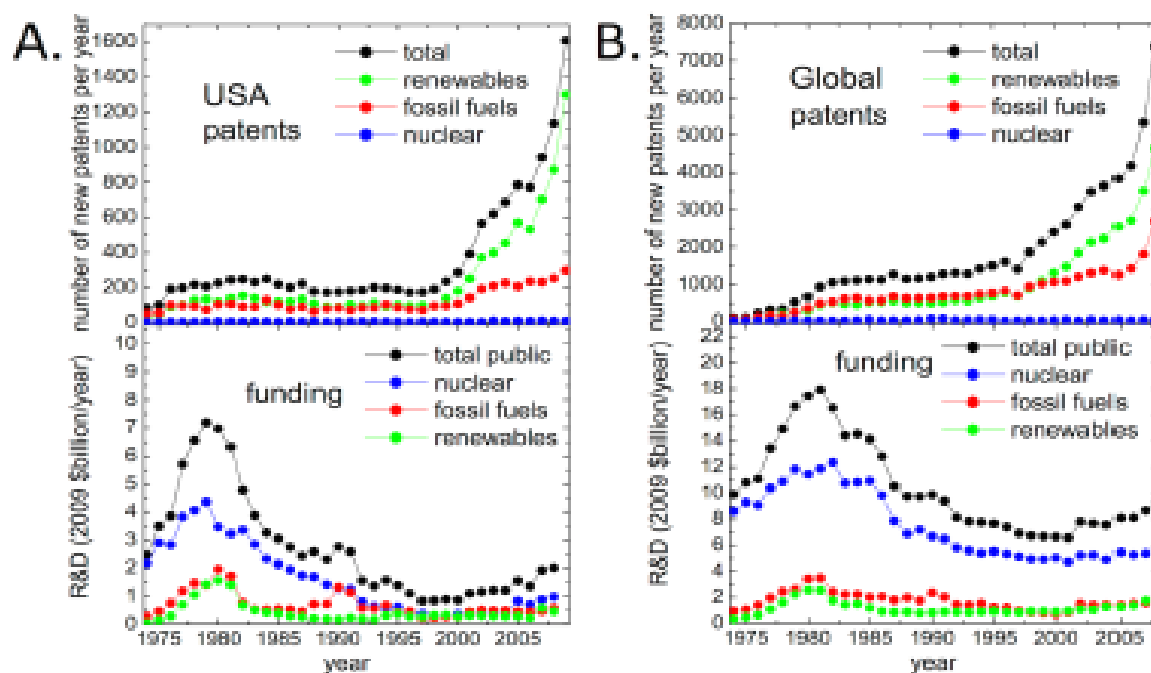 A.
number of new patents per year
1600
1400
1200
1000
800
600
400
200
0
USA
patents
total
renewables
fossil fuels
nuclear
R&D (2009 $billion/year)
10
9
8
7
6
5
4
3
2
1
0
funding
total public
nuclear
fossil fuels
renewables
1975 1980 1985 1990 1995 2000 2005
year
B.
number of new patents per year
8000
7000
6000
5000
4000
3000
2000
1000
0
Global
patents
total
renewables
fossil fuels
nuclear
R&D (2009 $billion/year)
22
20
18
16
14
12
10
8
6
4
2
0
funding
total public
nuclear
fossil fuels
renewables
1975 1980 1985 1990 1995 2000 2005
year